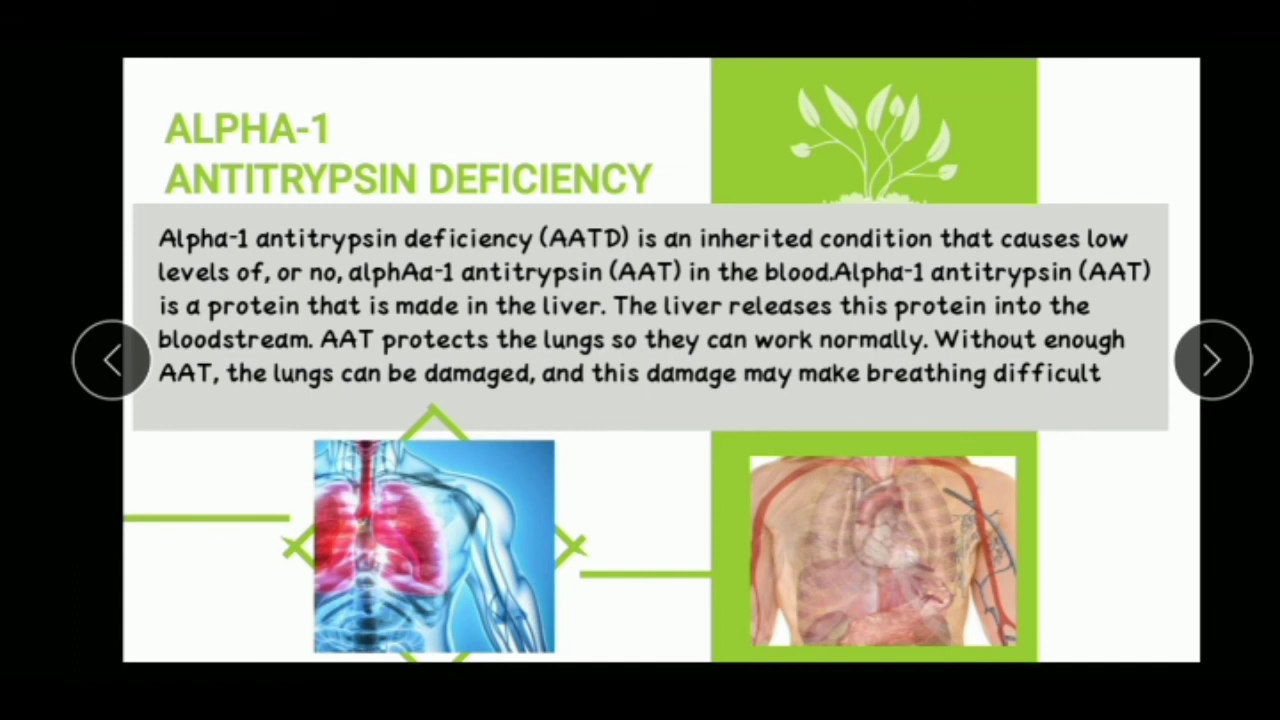 ALPHA-1
ANTITRYPSIN DEFICIENCY
Alpha-1 antitrypsin deficiency (AATD) is an inherited condition that causes low
levels of, or no, alphAa-1 antitrypsin (AAT) in the blood.Alpha-1 antitrypsin (AAT)
is a protein that is made in the liver. The liver releases this protein into the
bloodstream. AAT protects the lungs so they can work normally. Without enough
AAT, the lungs can be damaged, and this damage may make breathing difficult